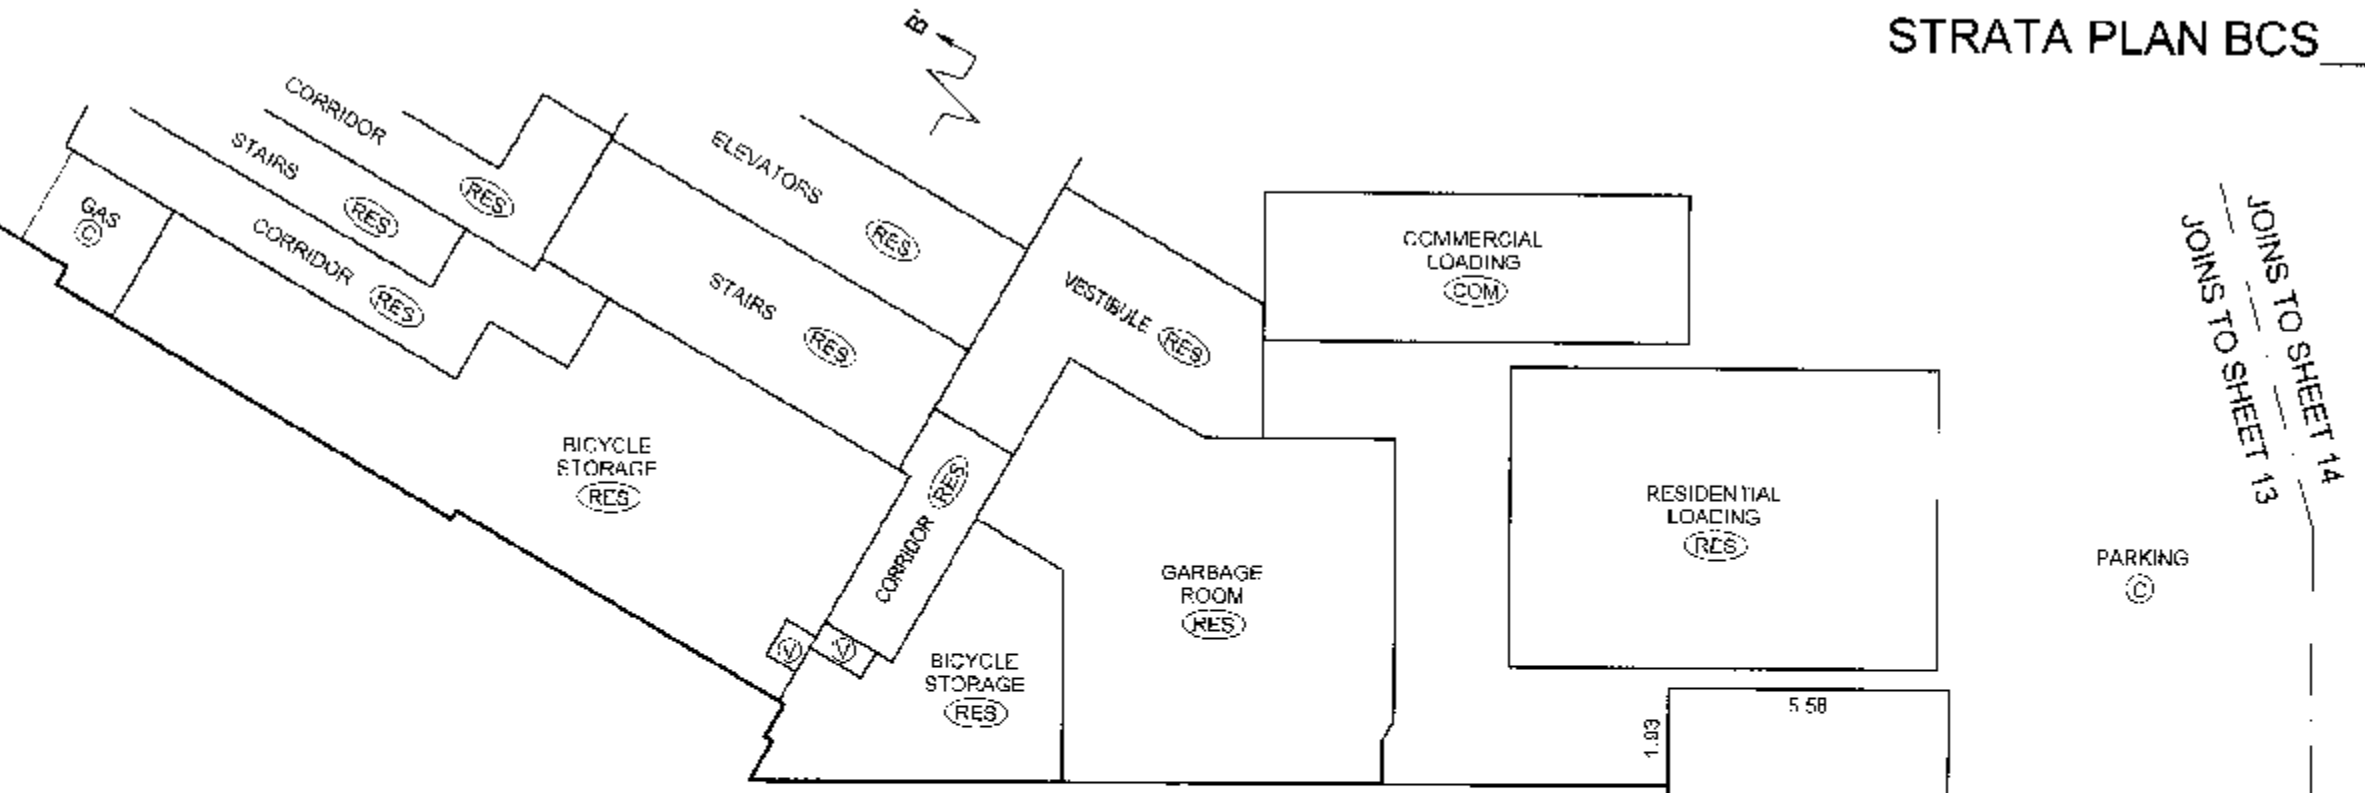 STRATA PLAN BCS
B
CORRIDOR
RES
STAIRS
RES
GAS
C
CORRIDOR
RES
ELEVATORS
RES
STAIRS
RES
VESTIBULE
RES
COMMERCIAL
LOADING
COM
JOINS TO SHEET 14
JOINS TO SHEET 13
BICYCLE
STORAGE
RES
CORRIDOR
RES
RESIDENTIAL
LOADING
RES
PARKING
C
GARBAGE
ROOM
RES
V
V
BICYCLE
STORAGE
RES
5.58
1.93